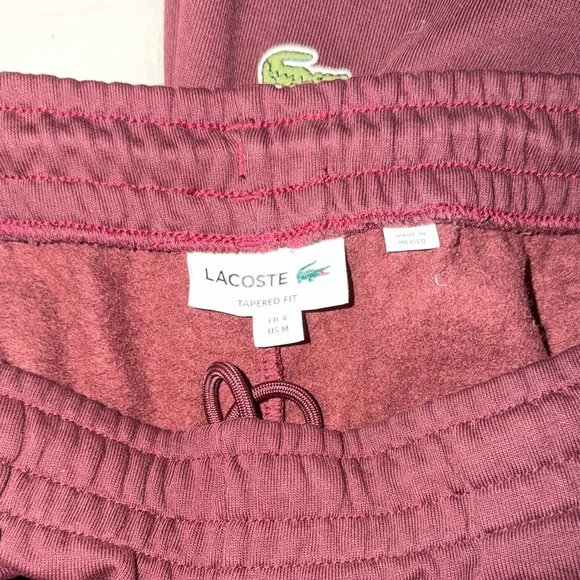 LACOSTE
TAPERED FIT
FR 4
US M
MADE IN
MEXICO